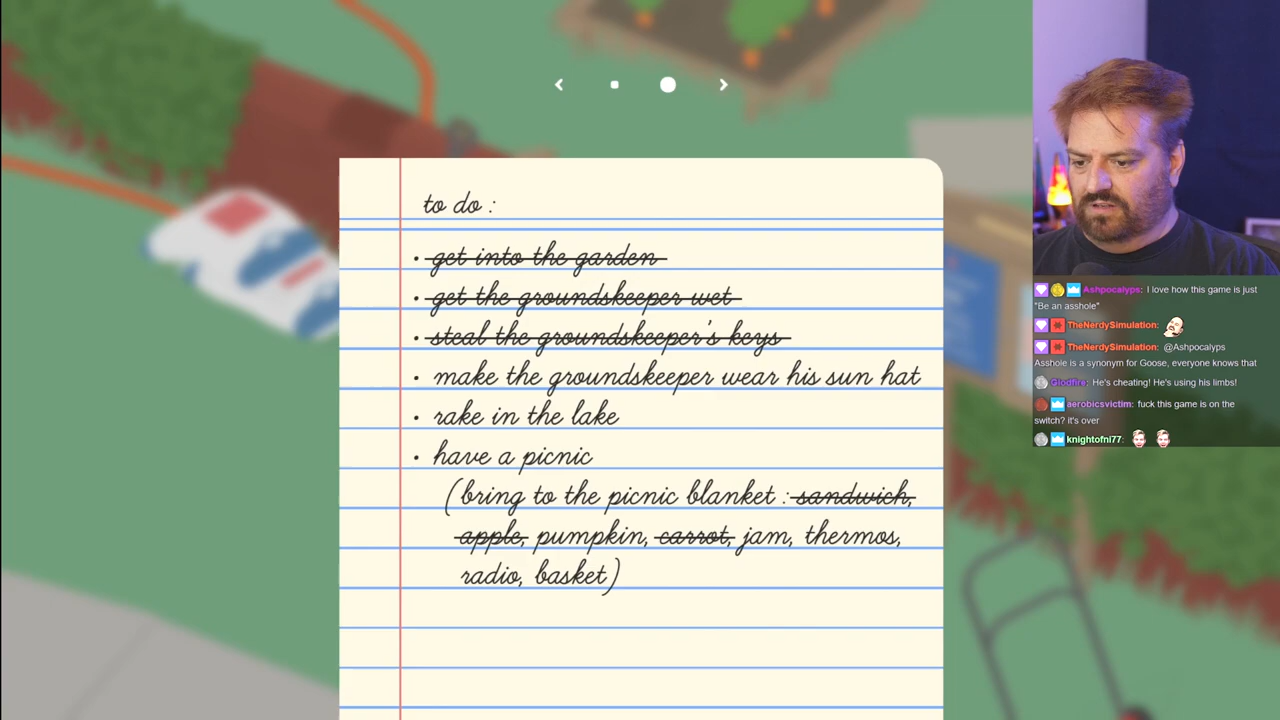 to do :
• get into the garden
• get the groundskeeper wet
• steal the groundskeeper's keys
• make the groundskeeper wear his sun hat
• rake in the lake
• have a picnic
(bring to the picnic blanket : sandwich,
apple, pumpkin, carrot, jam, thermos,
radio, basket)
Ashpocalyps: I love how this game is just
"Be an asshole"
TheNerdySimulation:
TheNerdySimulation: @Ashpocalyps
Asshole is a synonym for Goose, everyone knows that
Glodfire: He's cheating! He's using his limbs!
aerobicsvictim: fuck this game is on the
switch? it's over
knightofni77: